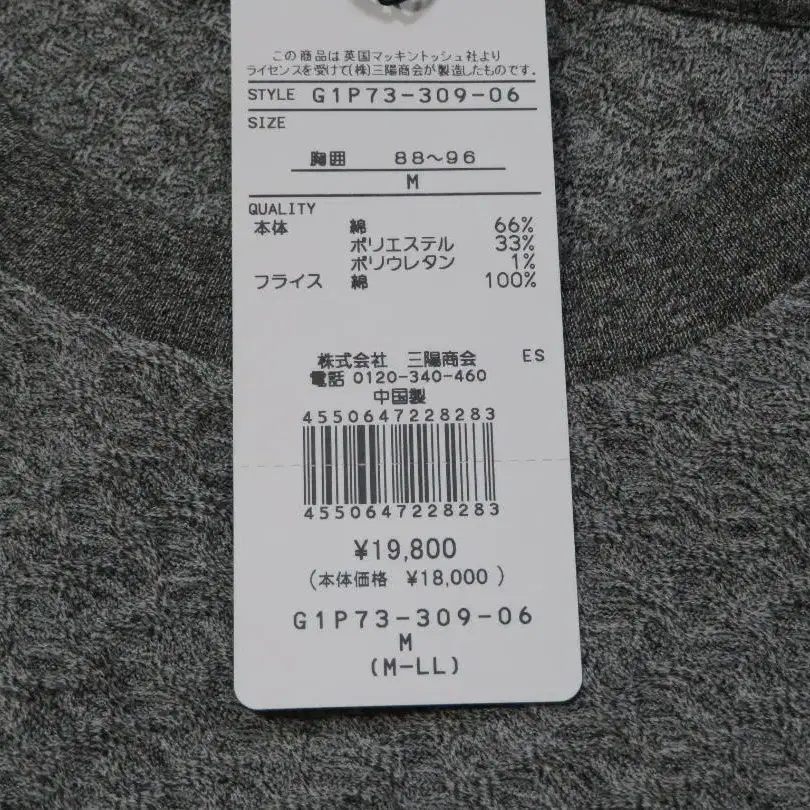 この商品は英国マッキントッシュ社より
ライセンスを受けて(株)三陽商会が製造したものです.
STYLE G1P73-309-06
SIZE
胸囲 88〜96
M
QUALITY
本体 綿 66%
ポリエステル 33%
ポリウレタン 1%
フライス 綿 100%
株式会社 三陽商会 ES
電話 0120-340-460
中国製
4550647228283
4550647228283
¥19,800
(本体価格 ¥18,000 )
G1P73-309-06
M
(M-LL)